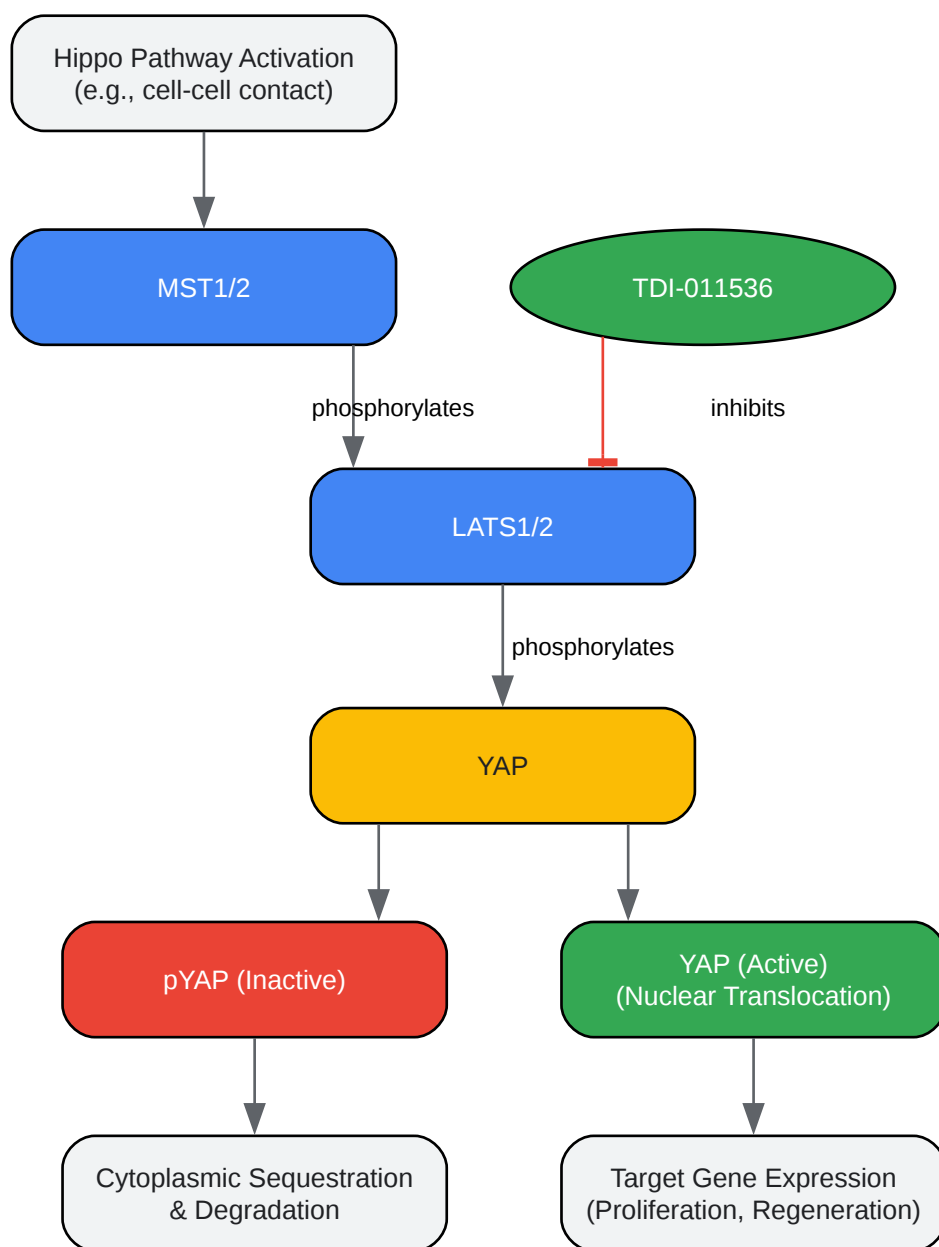 Hippo Pathway Activation
(e.g., cell-cell contact)
MST1/2
TDI-011536
phosphorylates
inhibits
LATS1/2
phosphorylates
YAP
pYAP (Inactive)
YAP (Active)
(Nuclear Translocation)
Cytoplasmic Sequestration
& Degradation
Target Gene Expression
(Proliferation, Regeneration)